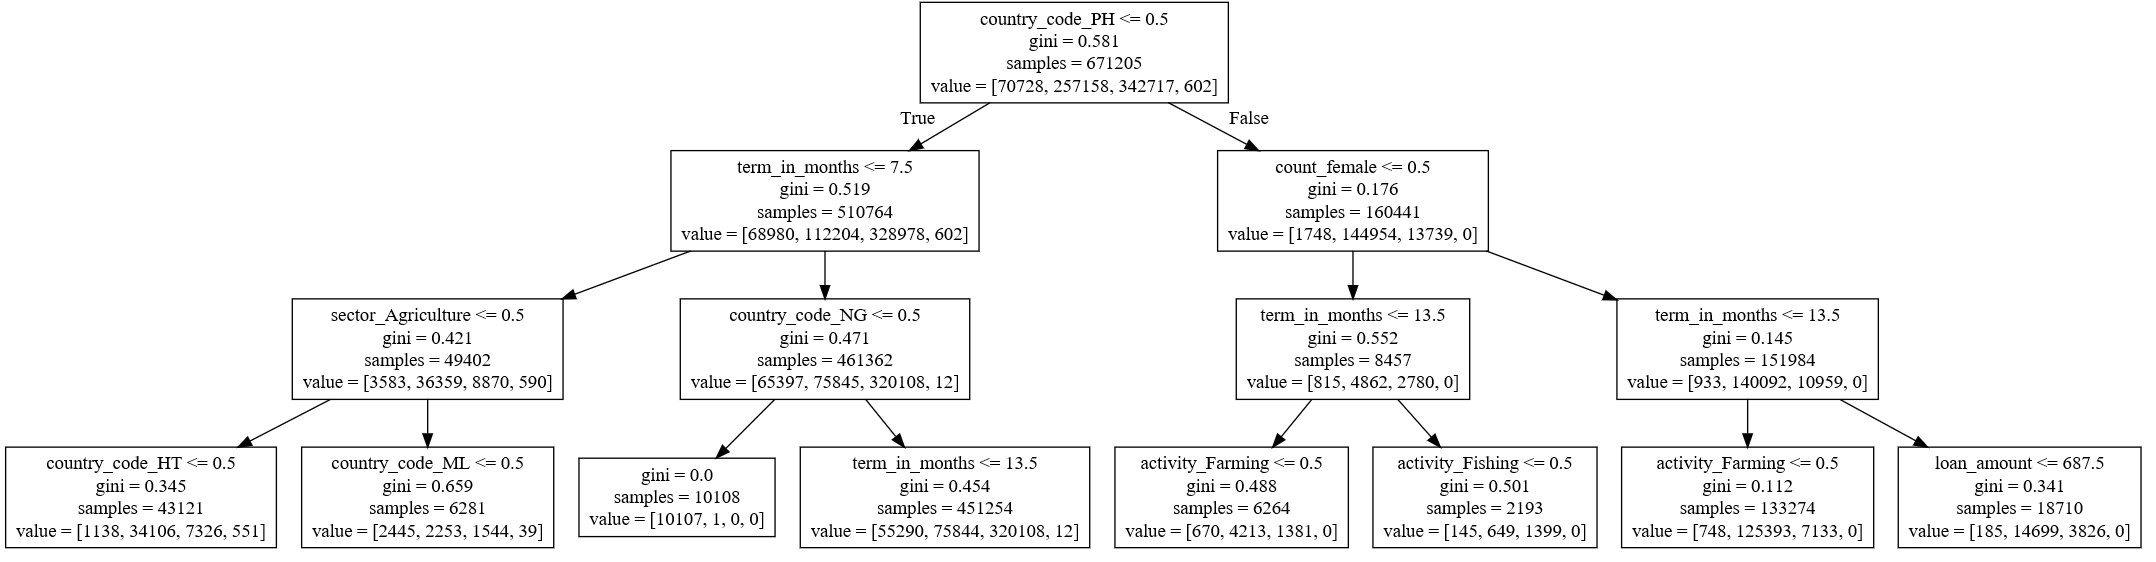 country_code_PH <= 0.5
gini = 0.581
samples = 671205
value = [70728, 257158, 342717, 602]
True
False
term_in_months <= 7.5
gini = 0.519
samples = 510764
value = [68980, 112204, 328978, 602]
count_female <= 0.5
gini = 0.176
samples = 160441
value = [1748, 144954, 13739, 0]
sector_Agriculture <= 0.5
gini = 0.421
samples = 49402
value = [3583, 36359, 8870, 590]
country_code_NG <= 0.5
gini = 0.471
samples = 461362
value = [65397, 75845, 320108, 12]
term_in_months <= 13.5
gini = 0.552
samples = 8457
value = [815, 4862, 2780, 0]
term_in_months <= 13.5
gini = 0.145
samples = 151984
value = [933, 140092, 10959, 0]
country_code_HT <= 0.5
gini = 0.345
samples = 43121
value = [1138, 34106, 7326, 551]
country_code_ML <= 0.5
gini = 0.659
samples = 6281
value = [2445, 2253, 1544, 39]
gini = 0.0
samples = 10108
value = [10107, 1, 0, 0]
term_in_months <= 13.5
gini = 0.454
samples = 451254
value = [55290, 75844, 320108, 12]
activity_Farming <= 0.5
gini = 0.488
samples = 6264
value = [670, 4213, 1381, 0]
activity_Fishing <= 0.5
gini = 0.501
samples = 2193
value = [145, 649, 1399, 0]
activity_Farming <= 0.5
gini = 0.112
samples = 133274
value = [748, 125393, 7133, 0]
loan_amount <= 687.5
gini = 0.341
samples = 18710
value = [185, 14699, 3826, 0]